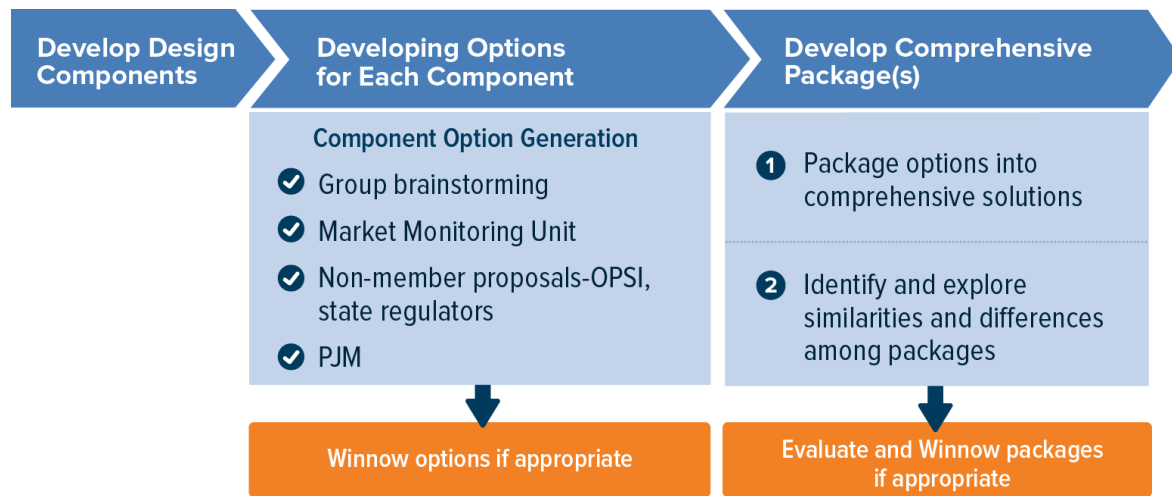 Develop Design
Components
Developing Options
for Each Component
Develop Comprehensive
Package(s)
Component Option Generation
Group brainstorming
Market Monitoring Unit
Non-member proposals-OPSI,
state regulators
PJM
1 Package options into
comprehensive solutions
2 Identify and explore
similarities and differences
among packages
Winnow options if appropriate
Evaluate and Winnow packages
if appropriate